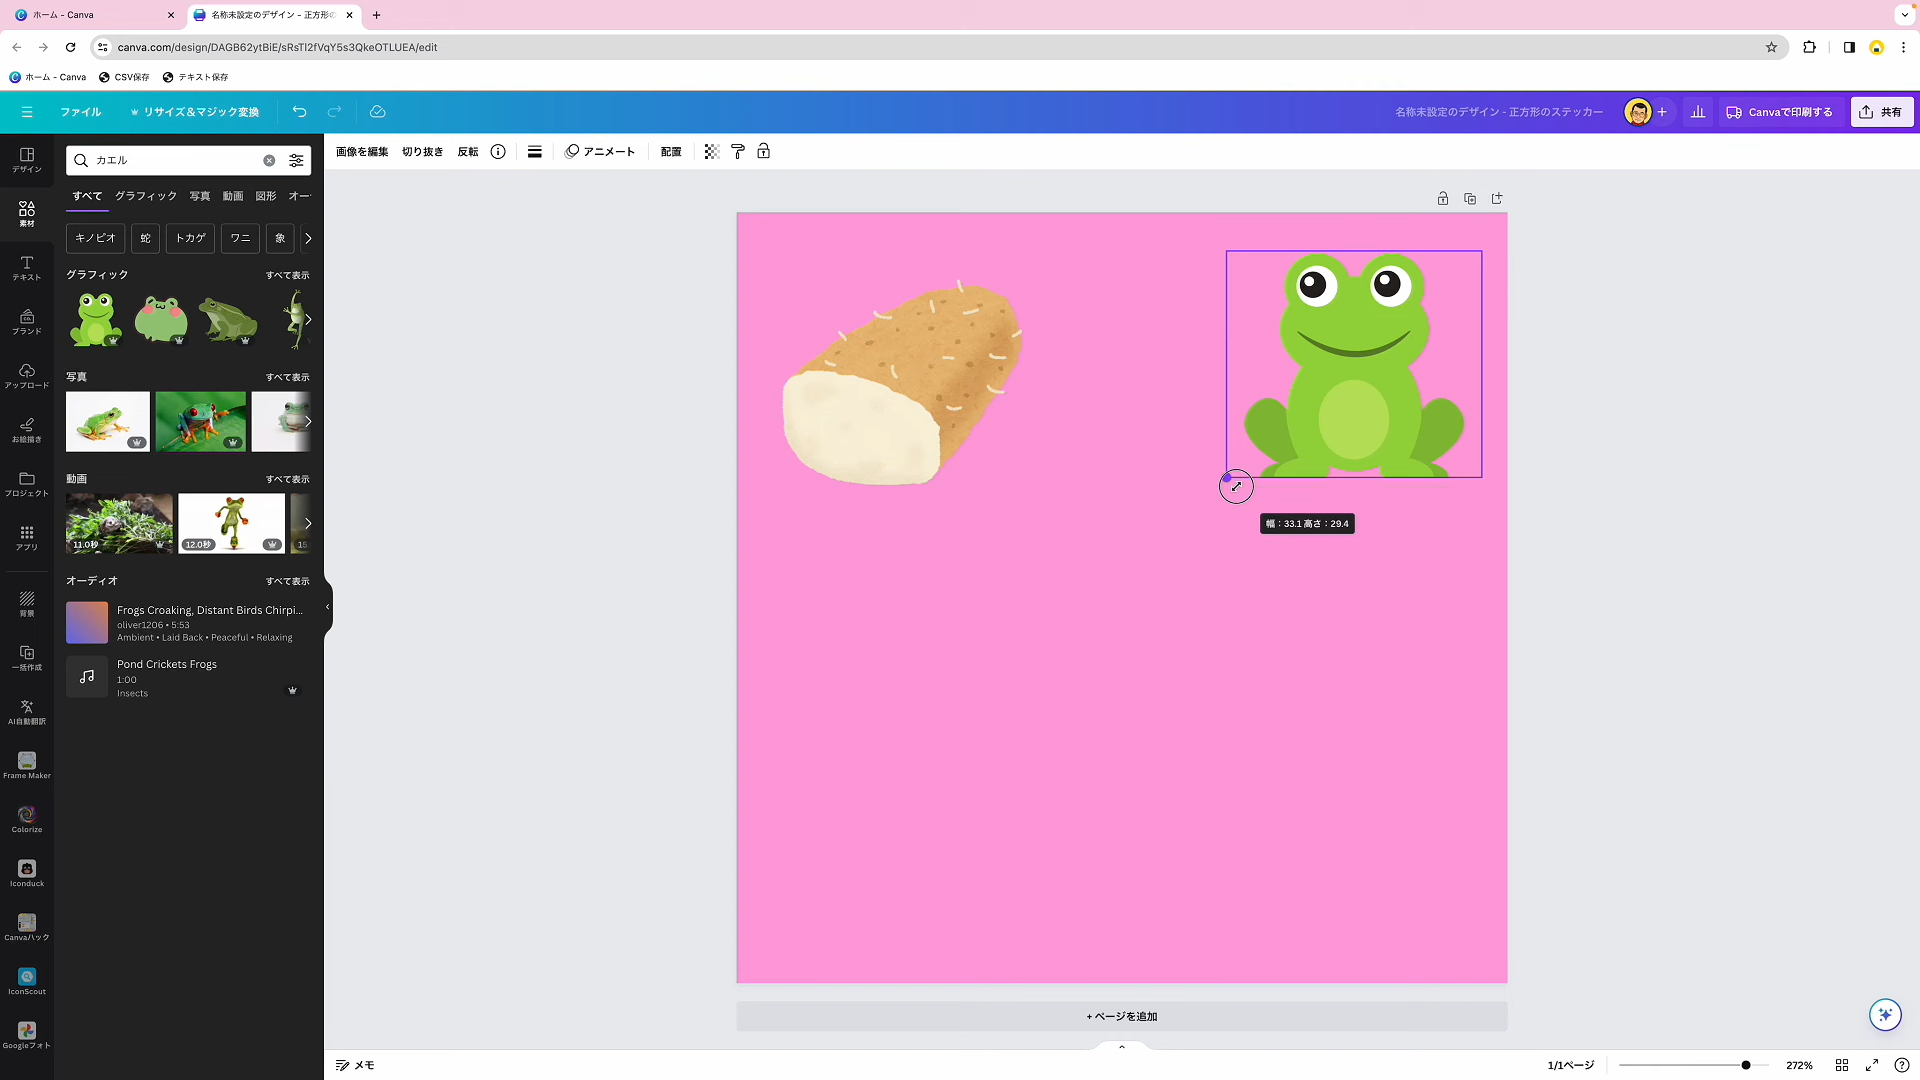 ホーム - Canva
名称未設定のデザイン - 正方形の
canva.com/design/DAGB62ytBiE/sRsTl2fVqY5s3QkeOTLUEA/edit
ホーム - Canva
CSV保存
テキスト保存
ファイル
リサイズ&マジック変換
名称未設定のデザイン - 正方形のステッカー
Canvaで印刷する
共有
デザイン
素材
テキスト
ブランド
アップロード
お絵描き
プロジェクト
アプリ
背景
一括作成
AI自動翻訳
Frame Maker
Colorize
Iconduck
Canvaハック
IconScout
Googleフォト
カエル
すべて
グラフィック
写真
動画
図形
オー
キノピオ
蛇
トカゲ
ワニ
象
グラフィック
すべて表示
写真
すべて表示
動画
すべて表示
11.0秒
12.0秒
15
オーディオ
すべて表示
Frogs Croaking, Distant Birds Chirpi...
oliver1206 • 5:53
Ambient • Laid Back • Peaceful • Relaxing
Pond Crickets Frogs
1:00
Insects
画像を編集
切り抜き
反転
アニメート
配置
幅:33.1 高さ:29.4
+ ページを追加
メモ
1/1ページ
272%